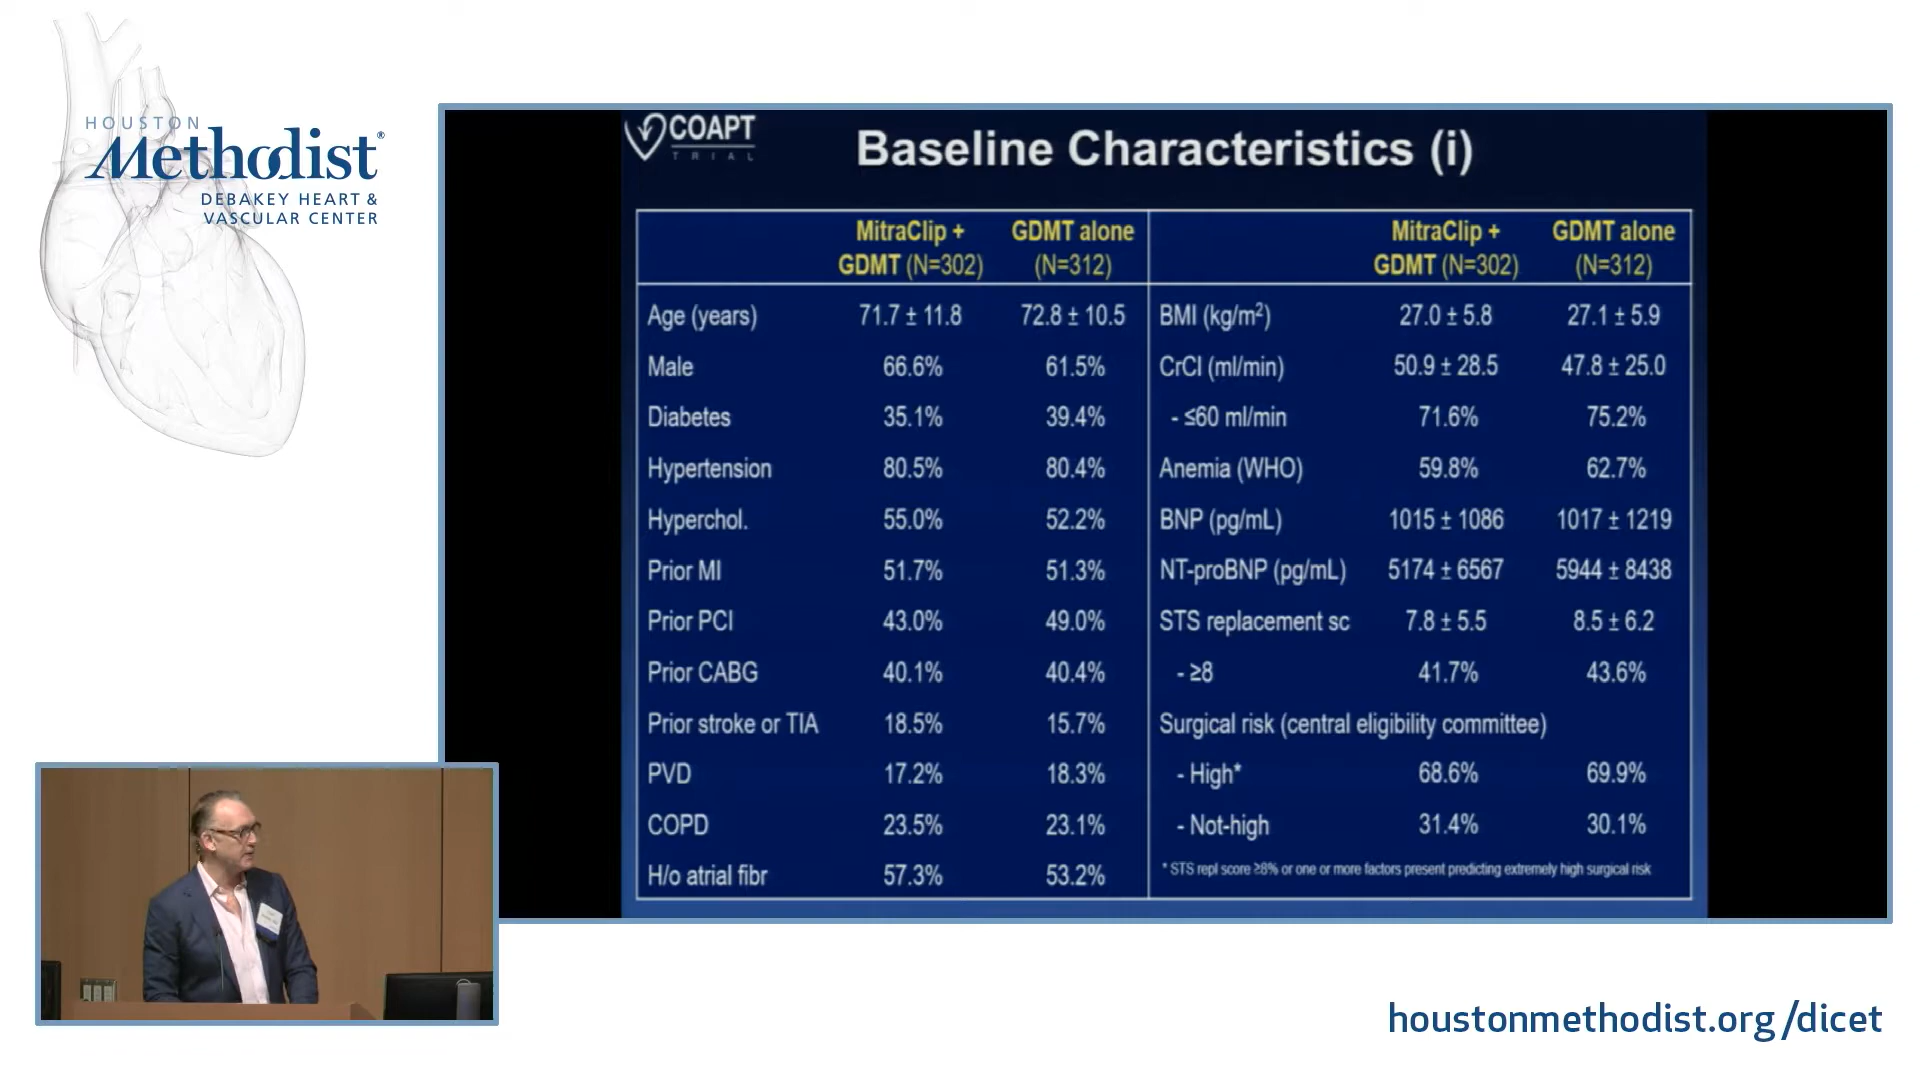 HOUSTON
Methodist®
DEBAKEY HEART &
VASCULAR CENTER
COAPT
TRIAL
Baseline Characteristics (i)
MitraClip + GDMT alone MitraClip + GDMT alone
GDMT (N=302) (N=312) GDMT (N=302) (N=312)
Age (years) 71.7 ± 11.8 72.8 ± 10.5 BMI (kg/m²) 27.0 ± 5.8 27.1 ± 5.9
Male 66.6% 61.5% CrCl (ml/min) 50.9 ± 28.5 47.8 ± 25.0
Diabetes 35.1% 39.4% - ≤60 ml/min 71.6% 75.2%
Hypertension 80.5% 80.4% Anemia (WHO) 59.8% 62.7%
Hyperchol. 55.0% 52.2% BNP (pg/mL) 1015 ± 1086 1017 ± 1219
Prior MI 51.7% 51.3% NT-proBNP (pg/mL) 5174 ± 6567 5944 ± 8438
Prior PCI 43.0% 49.0% STS replacement sc 7.8 ± 5.5 8.5 ± 6.2
Prior CABG 40.1% 40.4% - ≥8 41.7% 43.6%
Prior stroke or TIA 18.5% 15.7% Surgical risk (central eligibility committee)
PVD 17.2% 18.3% - High* 68.6% 69.9%
COPD 23.5% 23.1% - Not-high 31.4% 30.1%
H/o atrial fibr 57.3% 53.2% * STS repl score ≥8% or one or more factors present predicting extremely high surgical risk
houstonmethodist.org/dicet